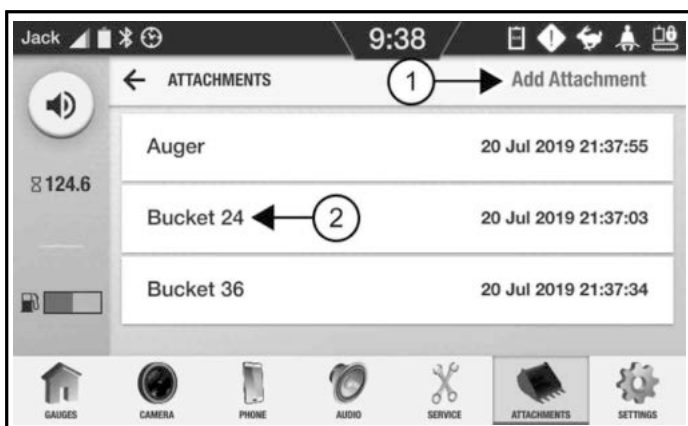 Jack 9:38
ATTACHMENTS 1 Add Attachment
Auger 20 Jul 2019 21:37:55
124.6
Bucket 24 2 20 Jul 2019 21:37:03
Bucket 36 20 Jul 2019 21:37:34
GAUGES CAMERA PHONE AUDIO SERVICE ATTACHMENTS SETTINGS